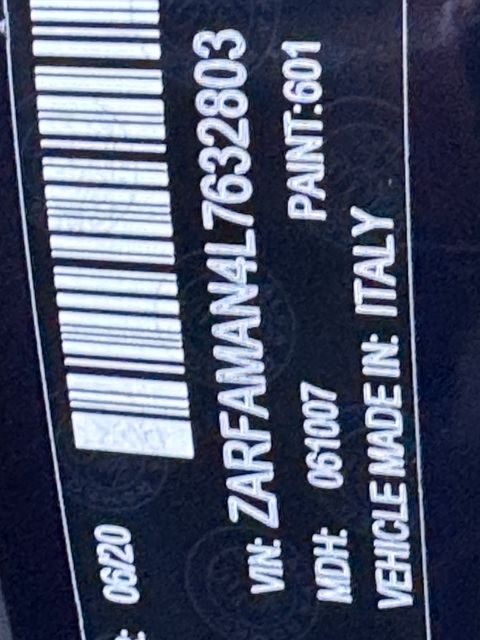 06/20
VIN: ZARFAMAN4L7632803
MDH: 061007 PAINT:601
VEHICLE MADE IN: ITALY